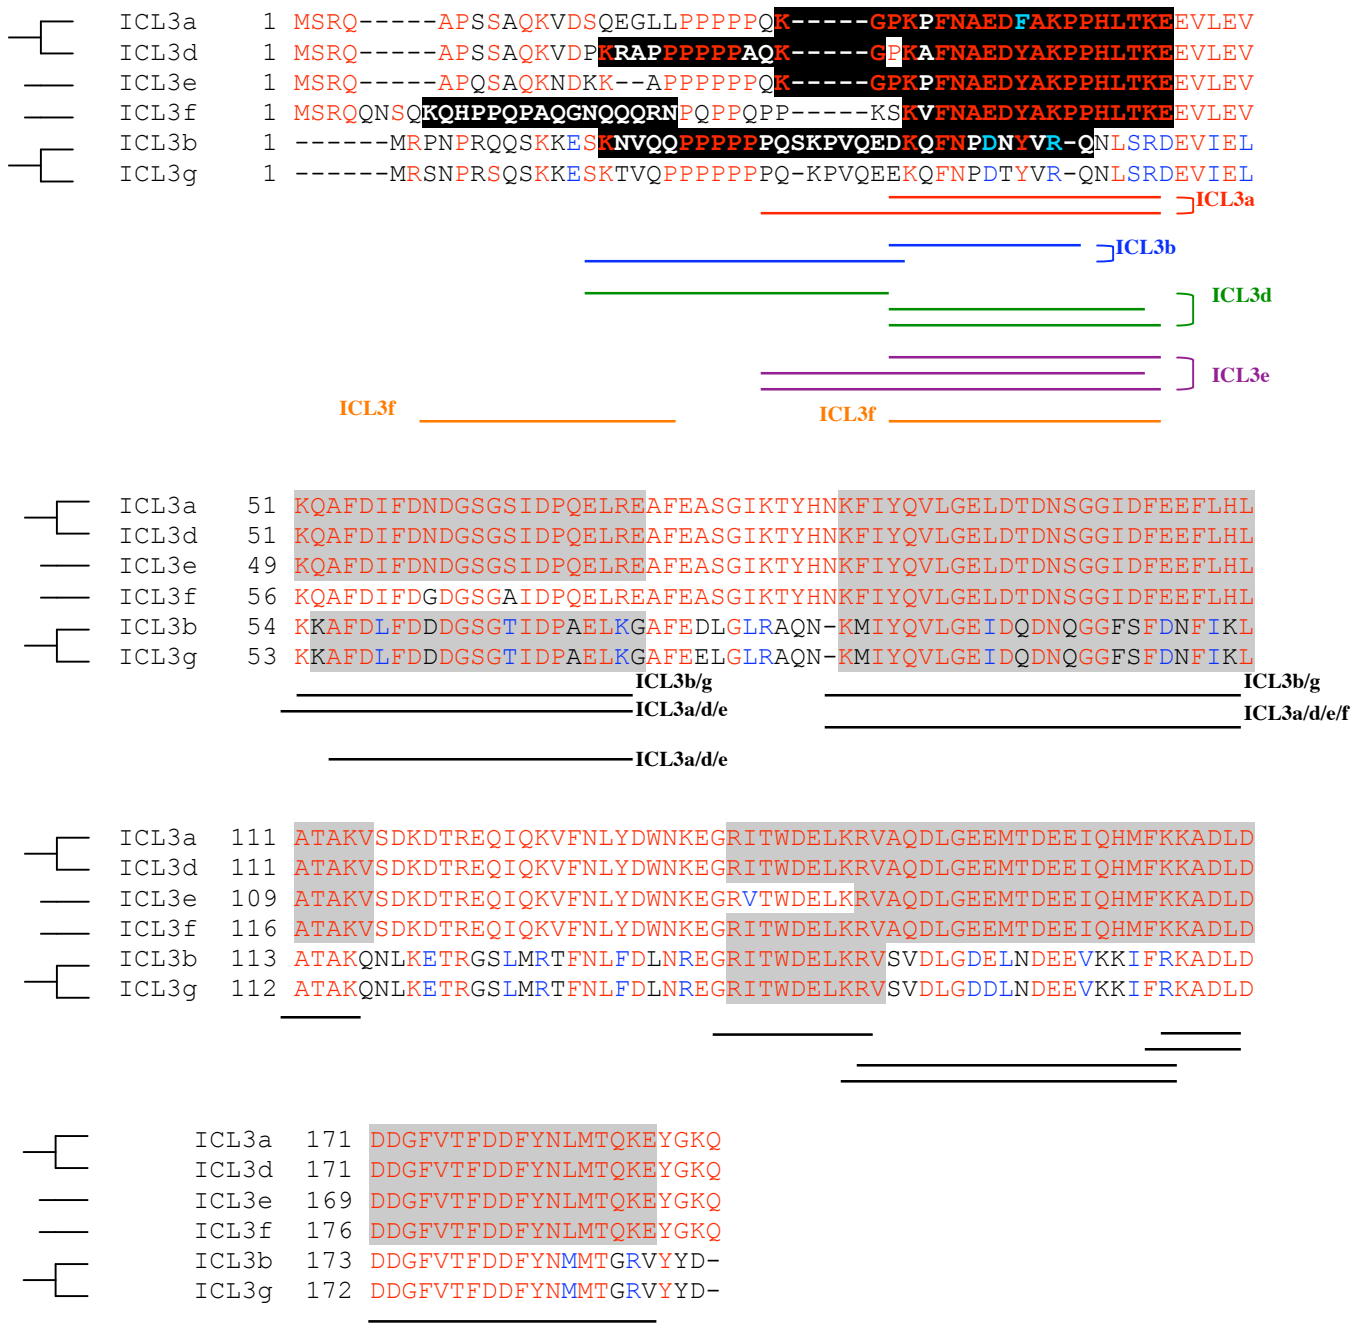 ICL3a 1 MSRQ-----APSSAQKVDSQEGLLPPPPPQK-----GPKPFNAEDFAKPPHLTKEEVLEV
ICL3d 1 MSRQ-----APSSAQKVDPKRAPPPPPPAQK-----GPKAFNAEDYAKPPHLTKEEVLEV
ICL3e 1 MSRQ-----APQSAQKNDKK--APPPPPPQK-----GPKPFNAEDYAKPPHLTKEEVLEV
ICL3f 1 MSRQQNSQKQHPPQPAQGNQQQRNPQPPQPP-----KSKVFNAEDYAKPPHLTKEEVLEV
ICL3b 1 ------MRPNPRQQSKKESKNVQQPPPPPPQSKPVQEDKQFNPDNYVR-QNLSRDEVIEL
ICL3g 1 ------MRSNPRSQSKKESKTVQPPPPPPPQ-KPVQEEKQFNPDTYVR-QNLSRDEVIEL
ICL3a
ICL3b
ICL3d
ICL3e
ICL3f ICL3f
ICL3a 51 KQAFDIFDNDGSGSIDPQELREAFEASGIKTYHNKFIYQVLGELDTDNSGGIDFEEFLHL
ICL3d 51 KQAFDIFDNDGSGSIDPQELREAFEASGIKTYHNKFIYQVLGELDTDNSGGIDFEEFLHL
ICL3e 49 KQAFDIFDNDGSGSIDPQELREAFEASGIKTYHNKFIYQVLGELDTDNSGGIDFEEFLHL
ICL3f 56 KQAFDIFDGDGSGAIDPQELREAFEASGIKTYHNKFIYQVLGELDTDNSGGIDFEEFLHL
ICL3b 54 KKAFDLFDDDGSGTIDPAELKGAFEDLGLRAQN-KMIYQVLGEIDQDNQGGFSFDNFIKL
ICL3g 53 KKAFDLFDDDGSGTIDPAELKGAFEELGLRAQN-KMIYQVLGEIDQDNQGGFSFDNFIKL
ICL3b/g ICL3b/g
ICL3a/d/e ICL3a/d/e/f
ICL3a/d/e
ICL3a 111 ATAKVSDKDTREQIQKVFNLYDWNKEGRITWDELKRVAQDLGEEMTDEEIQHMFKKADLD
ICL3d 111 ATAKVSDKDTREQIQKVFNLYDWNKEGRITWDELKRVAQDLGEEMTDEEIQHMFKKADLD
ICL3e 109 ATAKVSDKDTREQIQKVFNLYDWNKEGRVTWDELKRVAQDLGEEMTDEEIQHMFKKADLD
ICL3f 116 ATAKVSDKDTREQIQKVFNLYDWNKEGRITWDELKRVAQDLGEEMTDEEIQHMFKKADLD
ICL3b 113 ATAKQNLKETRGSLMRTFNLFDLNREGRITWDELKRVSVDLGDELNDEEVKKIFRKADLD
ICL3g 112 ATAKQNLKETRGSLMRTFNLFDLNREGRITWDELKRVSVDLGDDLNDEEVKKIFRKADLD
ICL3a 171 DDGFVTFDDFYNLMTQKEYGKQ
ICL3d 171 DDGFVTFDDFYNLMTQKEYGKQ
ICL3e 169 DDGFVTFDDFYNLMTQKEYGKQ
ICL3f 176 DDGFVTFDDFYNLMTQKEYGKQ
ICL3b 173 DDGFVTFDDFYNMMTGRVYYD-
ICL3g 172 DDGFVTFDDFYNMMTGRVYYD-